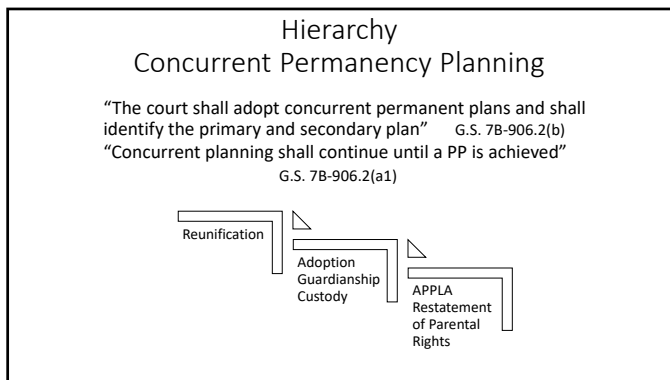 Hierarchy
Concurrent Permanency Planning
“The court shall adopt concurrent permanent plans and shall
identify the primary and secondary plan” G.S. 7B-906.2(b)
“Concurrent planning shall continue until a PP is achieved”
G.S. 7B-906.2(a1)
Reunification
Adoption
Guardianship
Custody
APPLA
Restatement
of Parental
Rights